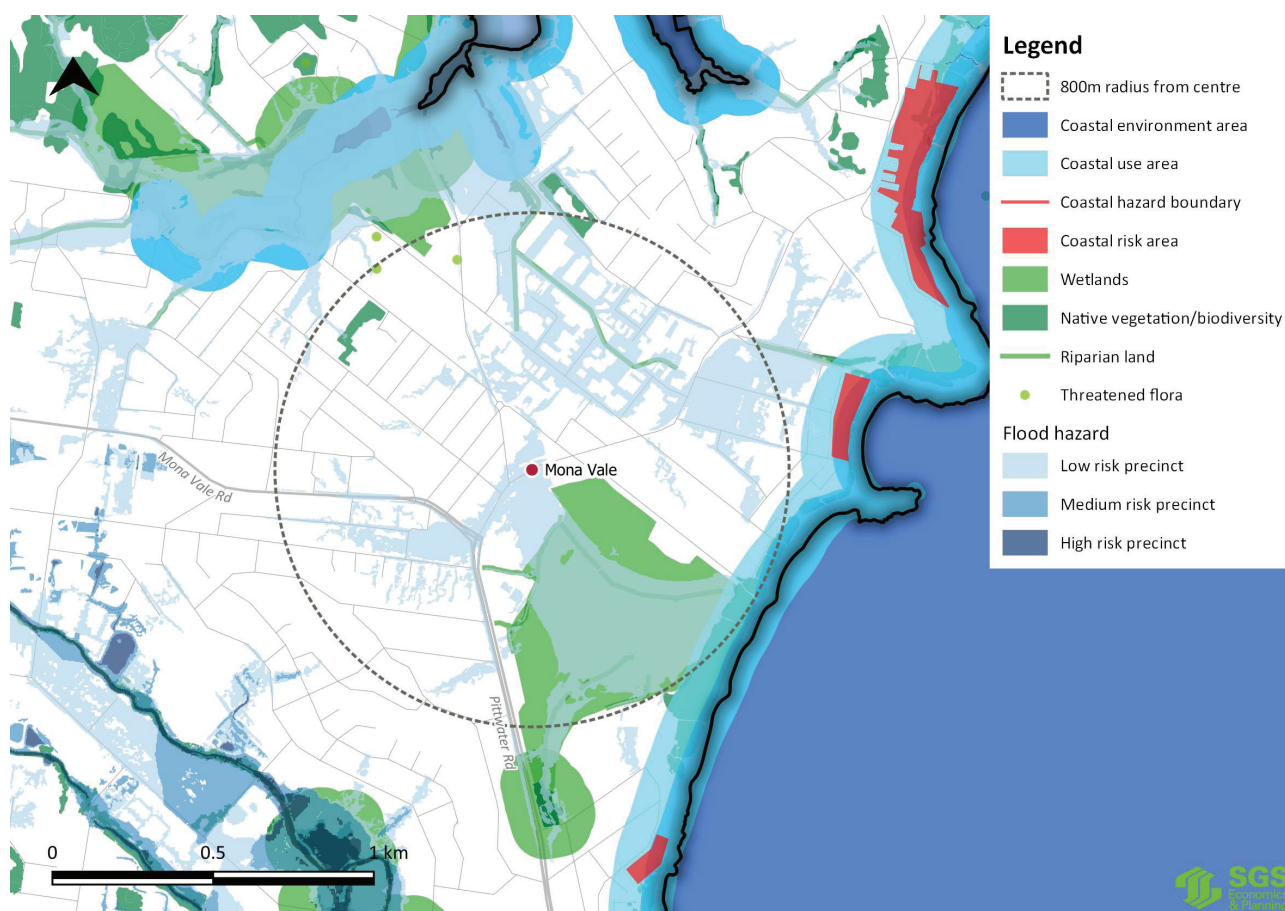 Legend
800m radius from centre
Coastal environment area
Coastal use area
Coastal hazard boundary
Coastal risk area
Wetlands
Native vegetation/biodiversity
Riparian land
Threatened flora
Flood hazard
Low risk precinct
Medium risk precinct
High risk precinct
Mona Vale
Mona Vale Rd
Pittwater Rd
0 0.5 1 km
SGS
Economics
& Planning